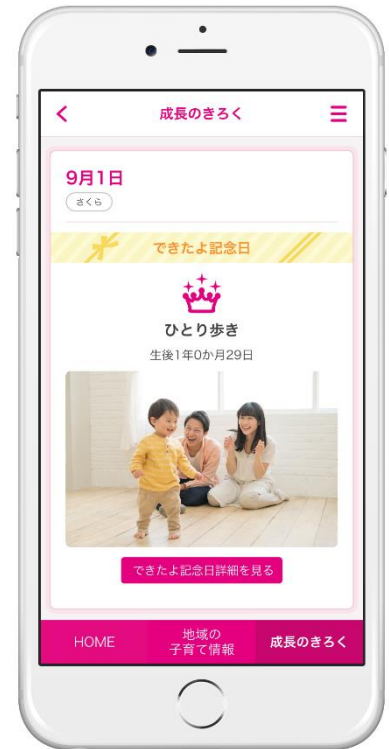 成長のきろく
9月1日
さくら
できたよ記念日
ひとり歩き
生後1年0か月29日
できたよ記念日詳細を見る
HOME
地域の
子育て情報
成長のきろく